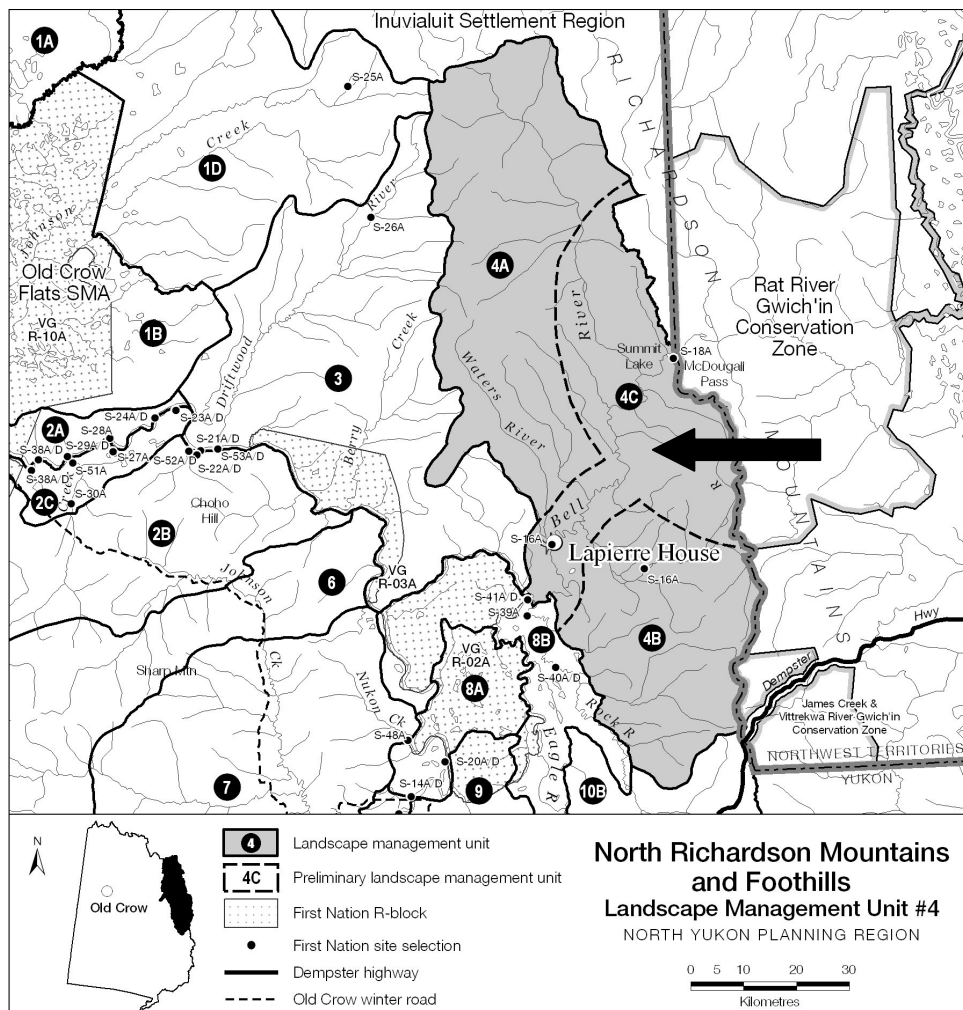 Inuvialuit Settlement Region
1A
S-25A
RICHARDSON
Creek
1D
River
S-26A
Johnson
4A
Old Crow
Flats SMA
VG
R-10A
Rat River
Gwich'in
Conservation
Zone
1B
Creek
River
Driftwood
Summit
Lake
S-18A
McDougall
Pass
3
Waters
River
4C
2A
S-24A/D
S-23A/D
S-28A
S-29A/D
S-21A/D
S-38A/D
S-27A
S-52A/D
S-53A/D
S-51A
S-22A/D
S-38A/D
Berry
MOUNTAINS
R
2C
Creek
S-30A
Choho
Hill
2B
Bell
S-16A
Lapierre House
S-16A
Johnson
6
VG
R-03A
S-41A/D
S-39A
Hwy
8B
4B
VG
R-02A
8A
S-40A/D
Dempster
Sharp Mtn
Ck
Nukon Ck
Rock R
James Creek &
Vittrekwa River Gwich'in
Conservation Zone
S-48A
Eagle R
NORTHWEST TERRITORIES
S-20A/D
YUKON
7
S-14A/D
9
10B
N
Old Crow
4
Landscape management unit
4C
Preliminary landscape management unit
First Nation R-block
First Nation site selection
Dempster highway
Old Crow winter road
North Richardson Mountains
and Foothills
Landscape Management Unit #4
NORTH YUKON PLANNING REGION
0 5 10 20 30
Kilometres